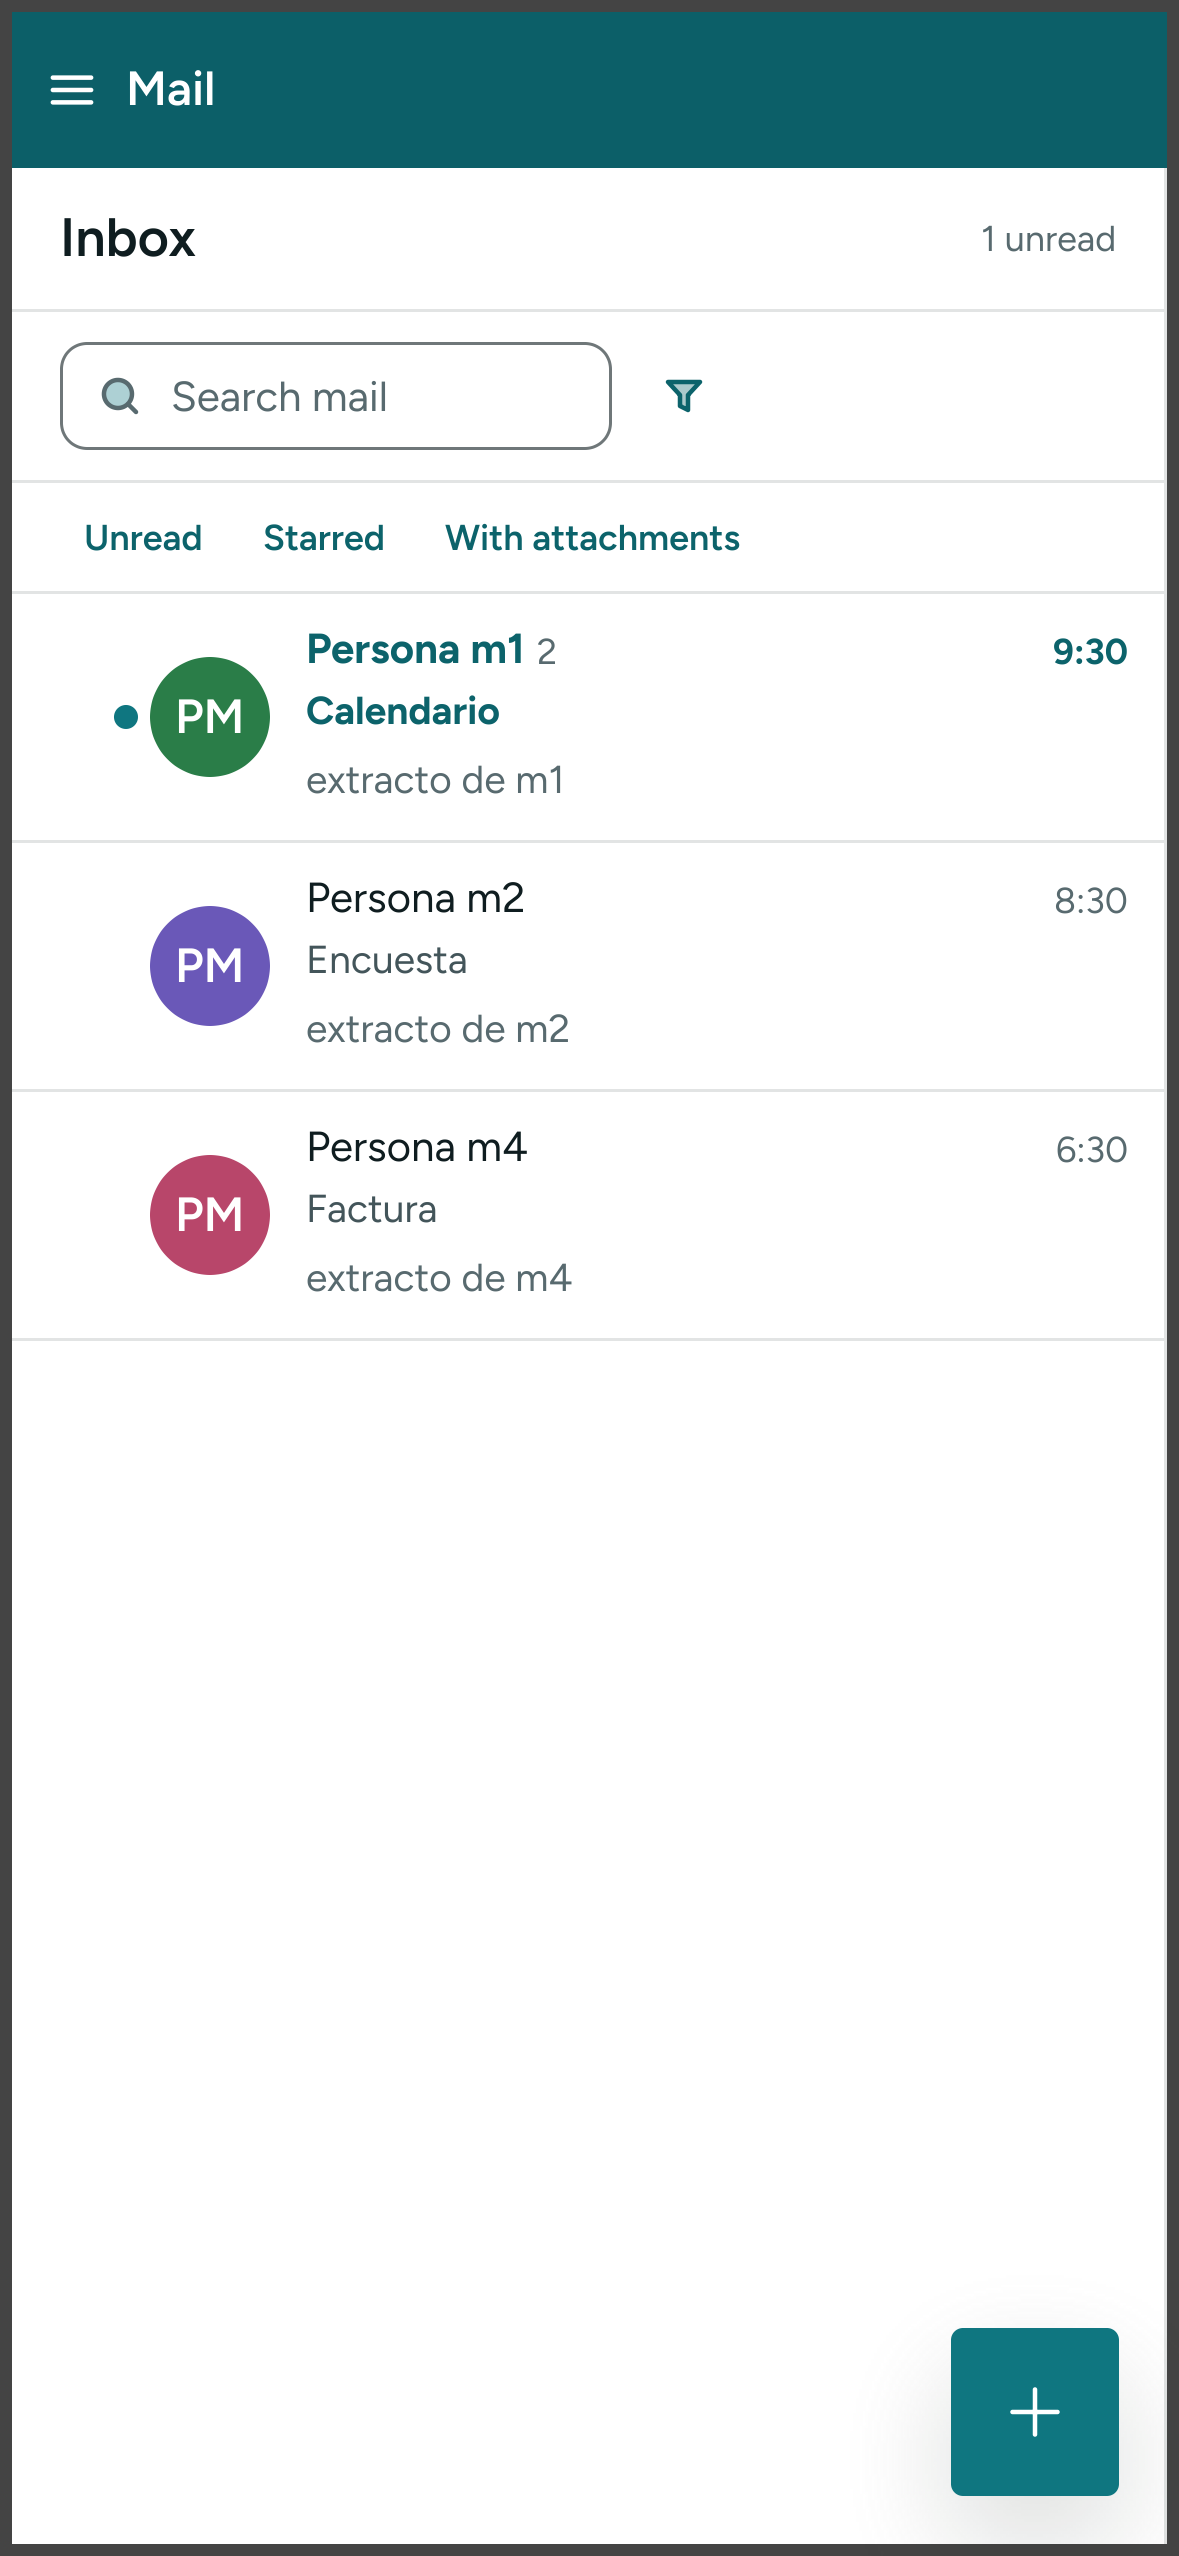 Mail
Inbox 1 unread
Search mail
Unread Starred With attachments
Persona m1 2 9:30
PM
Calendario
extracto de m1
Persona m2 8:30
PM
Encuesta
extracto de m2
Persona m4 6:30
PM
Factura
extracto de m4